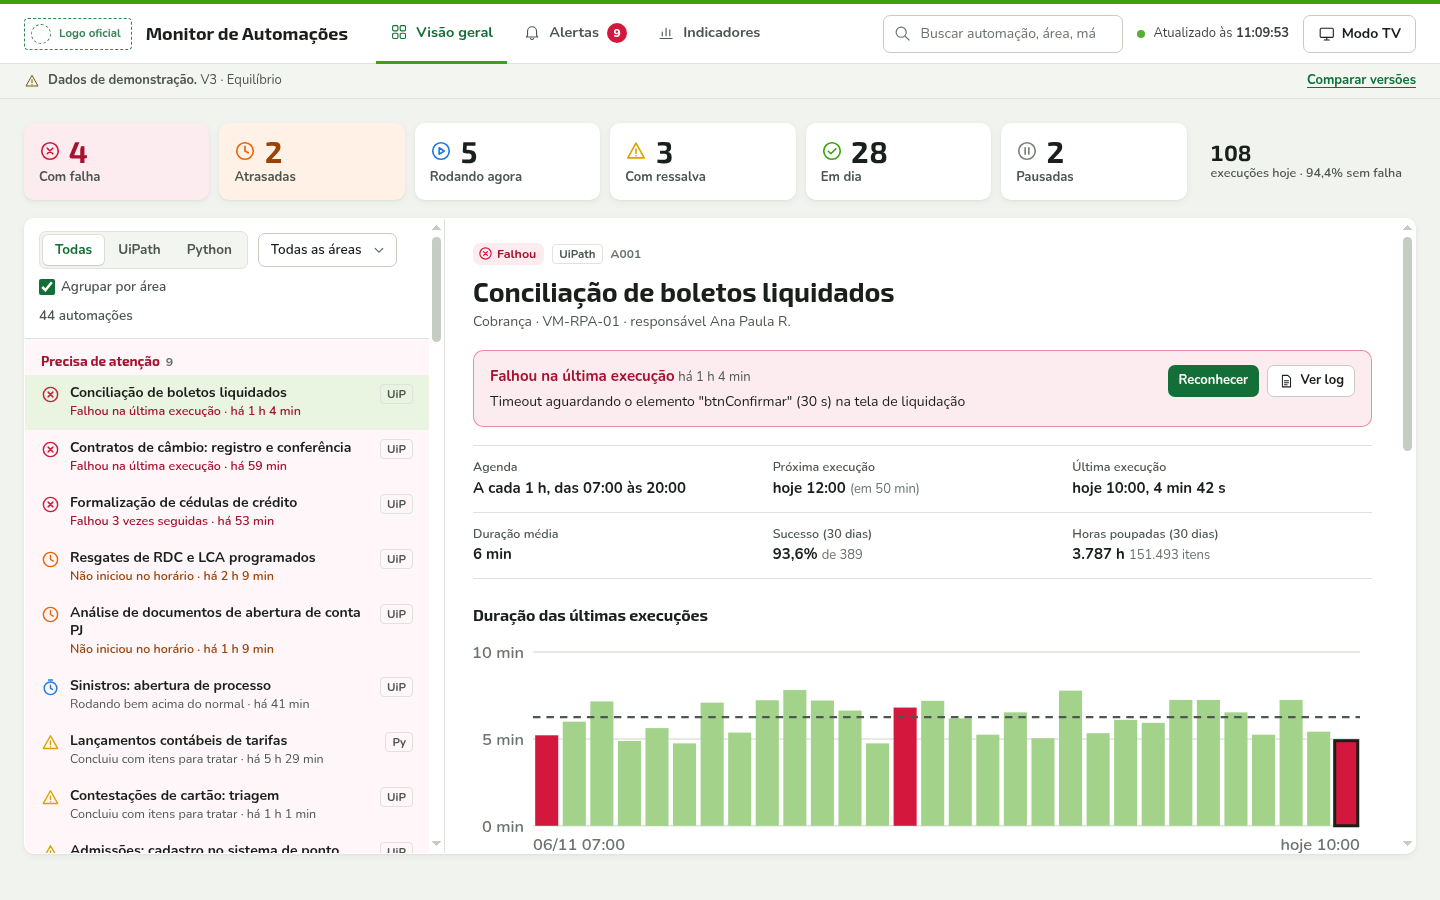 Logo oficial
Monitor de Automações
Visão geral
Alertas 9
Indicadores
Buscar automação, área, má
Atualizado às 11:09:53
Modo TV
Dados de demonstração. V3 · Equilíbrio
Comparar versões
4
Com falha
2
Atrasadas
5
Rodando agora
3
Com ressalva
28
Em dia
2
Pausadas
108
execuções hoje · 94,4% sem falha
Todas
UiPath
Python
Todas as áreas
Agrupar por área
44 automações
Precisa de atenção 9
Conciliação de boletos liquidados
UiP
Falhou na última execução · há 1 h 4 min
Contratos de câmbio: registro e conferência
UiP
Falhou na última execução · há 59 min
Formalização de cédulas de crédito
UiP
Falhou 3 vezes seguidas · há 53 min
Resgates de RDC e LCA programados
UiP
Não iniciou no horário · há 2 h 9 min
Análise de documentos de abertura de conta
PJ
UiP
Não iniciou no horário · há 1 h 9 min
Sinistros: abertura de processo
UiP
Rodando bem acima do normal · há 41 min
Lançamentos contábeis de tarifas
Py
Concluiu com itens para tratar · há 5 h 29 min
Contestações de cartão: triagem
UiP
Concluiu com itens para tratar · há 1 h 1 min
Admissões: cadastro no sistema de ponto
UiP
Falhou
UiPath
A001
Conciliação de boletos liquidados
Cobrança · VM-RPA-01 · responsável Ana Paula R.
Falhou na última execução há 1 h 4 min
Timeout aguardando o elemento "btnConfirmar" (30 s) na tela de liquidação
Reconhecer
Ver log
Agenda
A cada 1 h, das 07:00 às 20:00
Próxima execução
hoje 12:00 (em 50 min)
Última execução
hoje 10:00, 4 min 42 s
Duração média
6 min
Sucesso (30 dias)
93,6% de 389
Horas poupadas (30 dias)
3.787 h 151.493 itens
Duração das últimas execuções
10 min
5 min
0 min
06/11 07:00
hoje 10:00